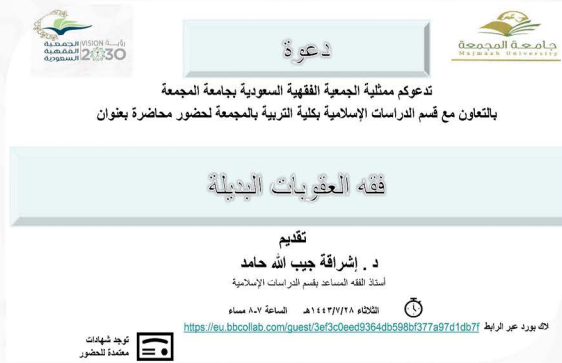 الجمعية الفقهية السعودية
VISION رؤيــة
2030
جامعة المجمعة
Majmaah University
دعوة
تدعوكم ممثلية الجمعية الفقهية السعودية بجامعة المجمعة
بالتعاون مع قسم الدراسات الإسلامية بكلية التربية بالمجمعة لحضور محاضرة بعنوان
فقه العقوبات البديلة
تقديم
د . إشراقة جيب الله حامد
أستاذ الفقه المساعد بقسم الدراسات الإسلامية
الثلاثاء ١٤٤٣/٧/٢٨هـ الساعة ٧-٨ مساء
لاك بورد عبر الرابط https://eu.bbcollab.com/guest/3ef3c0eed9364db598bf377a97d1db7f
توجد شهادات
معتمدة للحضور